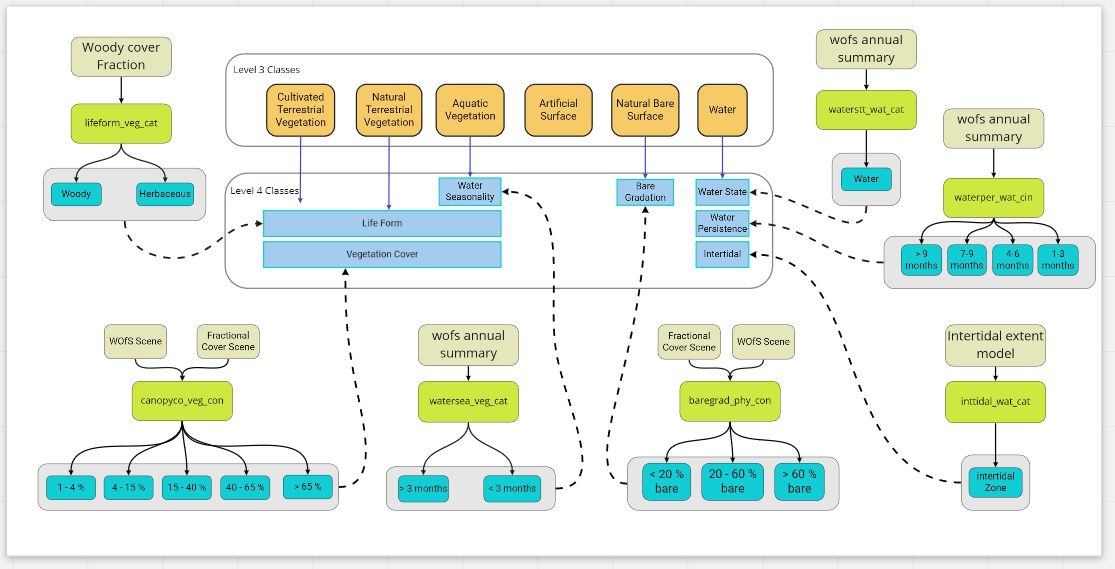 Woody cover
Fraction
lifeform_veg_cat
Woody
Herbaceous
Level 3 Classes
Cultivated
Terrestrial
Vegetation
Natural
Terrestrial
Vegetation
Aquatic
Vegetation
Artificial
Surface
Natural Bare
Surface
Water
Level 4 Classes
Water
Seasonality
Bare
Gradation
Water State
Life Form
Water
Persistence
Vegetation Cover
Intertidal
wofs annual
summary
waterstt_wat_cat
Water
wofs annual
summary
waterper_wat_cin
> 9
months
7-9
months
4-6
months
1-3
months
WOfS Scene
Fractional
Cover Scene
canopyco_veg_con
1 - 4 %
4 - 15 %
15 - 40 %
40 - 65 %
> 65 %
wofs annual
summary
watersea_veg_cat
> 3 months
< 3 months
Fractional
Cover Scene
WOfS Scene
baregrad_phy_con
< 20 %
bare
20 - 60 %
bare
> 60 %
bare
Intertidal extent
model
inttidal_wat_cat
intertidal
Zone